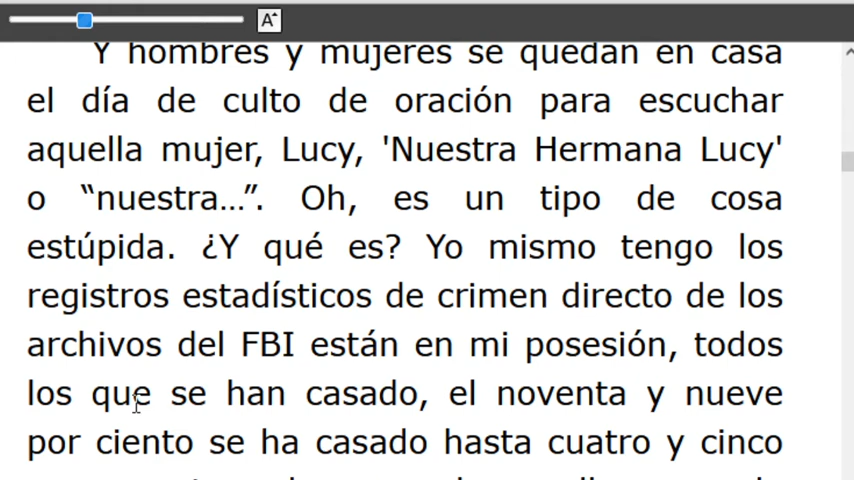 A
Y hombres y mujeres se quedan en casa
el día de culto de oración para escuchar
aquella mujer, Lucy, 'Nuestra Hermana Lucy'
o “nuestra...”. Oh, es un tipo de cosa
estúpida. ¿Y qué es? Yo mismo tengo los
registros estadísticos de crimen directo de los
archivos del FBI están en mi posesión, todos
los que se han casado, el noventa y nueve
por ciento se ha casado hasta cuatro y cinco